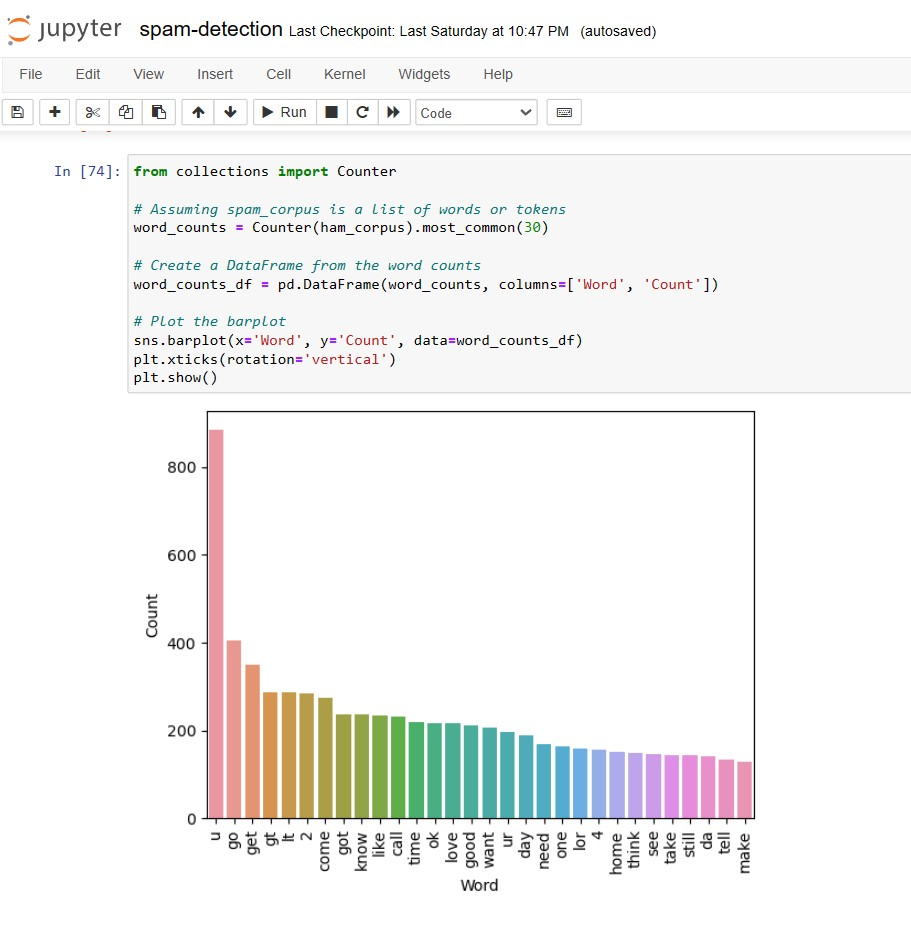 jupyter spam-detection Last Checkpoint: Last Saturday at 10:47 PM (autosaved)
File Edit View Insert Cell Kernel Widgets Help
Run Code
In [74]: from collections import Counter
# Assuming spam_corpus is a list of words or tokens
word_counts = Counter(ham_corpus).most_common(30)
# Create a DataFrame from the word counts
word_counts_df = pd.DataFrame(word_counts, columns=['Word', 'Count'])
# Plot the barplot
sns.barplot(x='Word', y='Count', data=word_counts_df)
plt.xticks(rotation='vertical')
plt.show()
800
600
400
200
0
Count
u go get gt lt 2 come got know like call time ok love good want ur day need one lor 4 home think see take still da tell make
Word